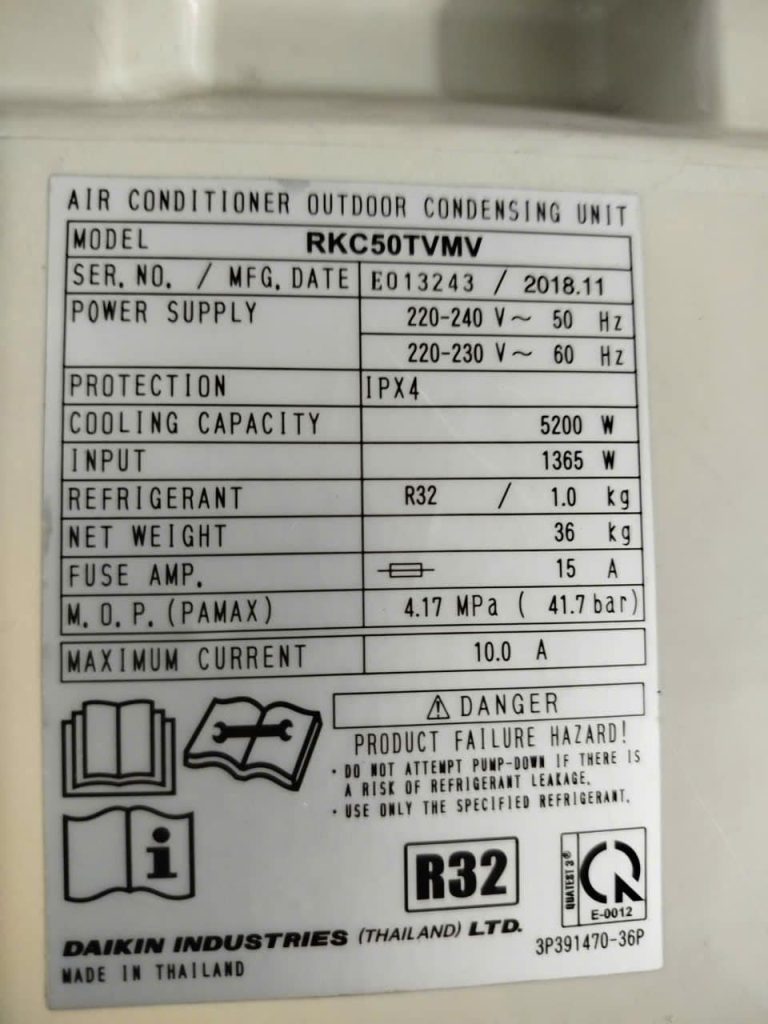 AIR CONDITIONER OUTDOOR CONDENSING UNIT
MODEL RKC50TVMV
SER. NO. / MFG. DATE E013243 / 2018.11
POWER SUPPLY 220-240 V~ 50 Hz
220-230 V~ 60 Hz
PROTECTION IPX4
COOLING CAPACITY 5200 W
INPUT 1365 W
REFRIGERANT R32 / 1.0 kg
NET WEIGHT 36 kg
FUSE AMP. 15 A
M. O. P. (PAMAX) 4.17 MPa ( 41.7 bar)
MAXIMUM CURRENT 10.0 A
⚠ DANGER
PRODUCT FAILURE HAZARD!
· DO NOT ATTEMPT PUMP-DOWN IF THERE IS
A RISK OF REFRIGERANT LEAKAGE.
· USE ONLY THE SPECIFIED REFRIGERANT.
i
R32
QUATEST 3®
E-0012
DAIKIN INDUSTRIES (THAILAND) LTD.
3P391470-36P
MADE IN THAILAND